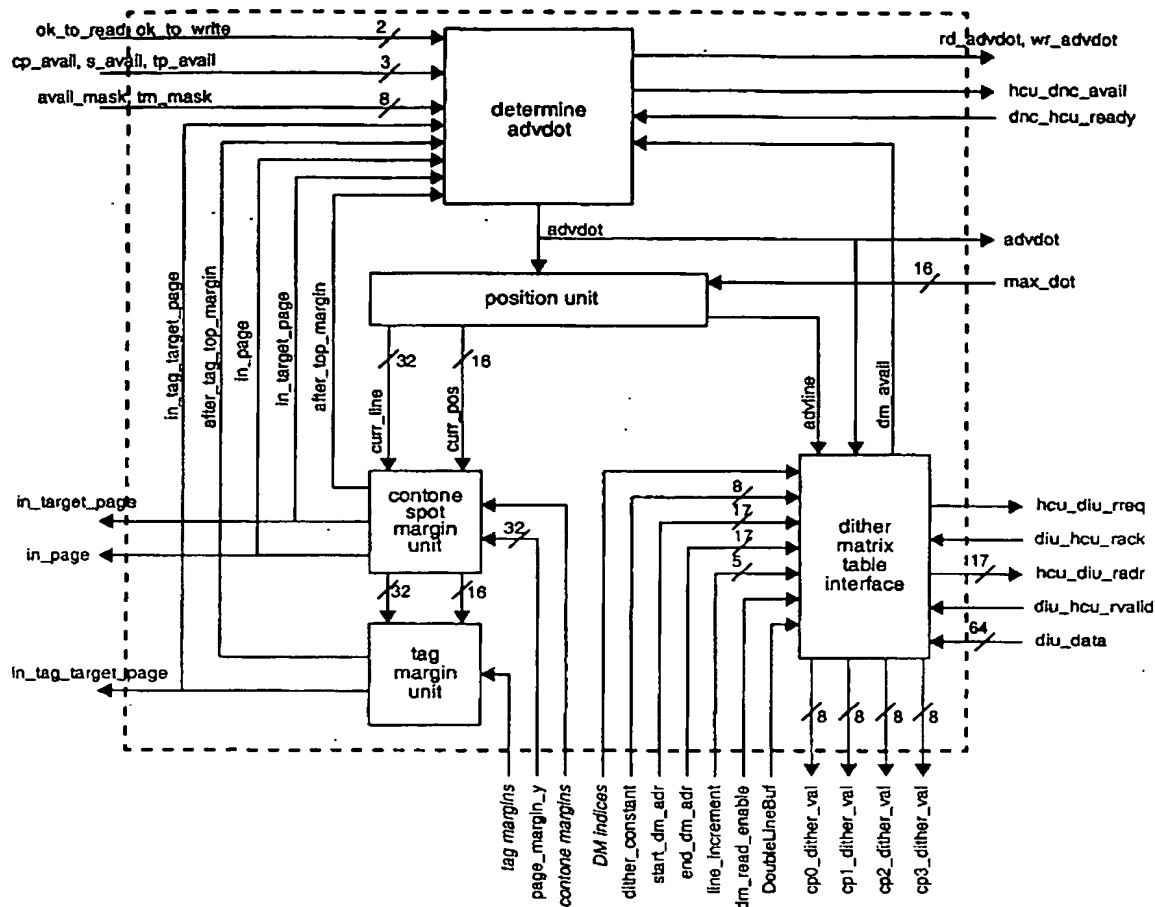 ok_to_read, ok_to_write
2
rd_advdot, wr_advdot
cp_avail, s_avail, tp_avail
3
hcu_dnc_avail
avail_mask, tm_mask
8
determine
advdot
dnc_hcu_ready
advdot
advdot
16
max_dot
position unit
in_tag_target_page
after_tag_top_margin
in_page
in_target_page
after_top_margin
32
16
curr_line
curr_pos
advline
dm_avail
in_target_page
in_page
contone
spot
margin
unit
32
8
17
17
5
dither
matrix
table
interface
hcu_diu_rreq
diu_hcu_rack
117
hcu_diu_radr
diu_hcu_rvalid
64
diu_data
32
16
tag
margin
unit
in_tag_target_page
8
8
8
8
tag margins
page_margin_y
contone margins
DM indices
dither_constant
start_dm_adr
end_dm_adr
line_increment
dm_read_enable
DoubleLineBuf
cp0_dither_val
cp1_dither_val
cp2_dither_val
cp3_dither_val